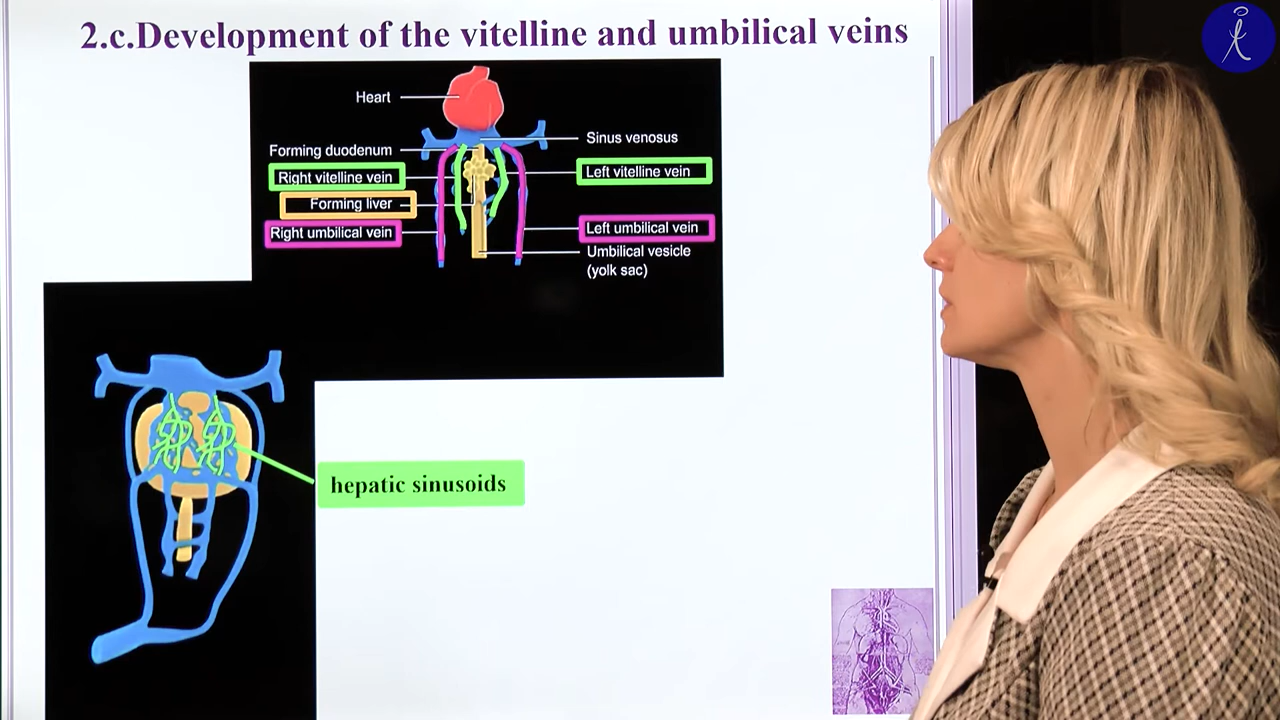 2.c.Development of the vitelline and umbilical veins
Heart
Forming duodenum
Right vitelline vein
Forming liver
Right umbilical vein
Sinus venosus
Left vitelline vein
Left umbilical vein
Umbilical vesicle
(yolk sac)
hepatic sinusoids